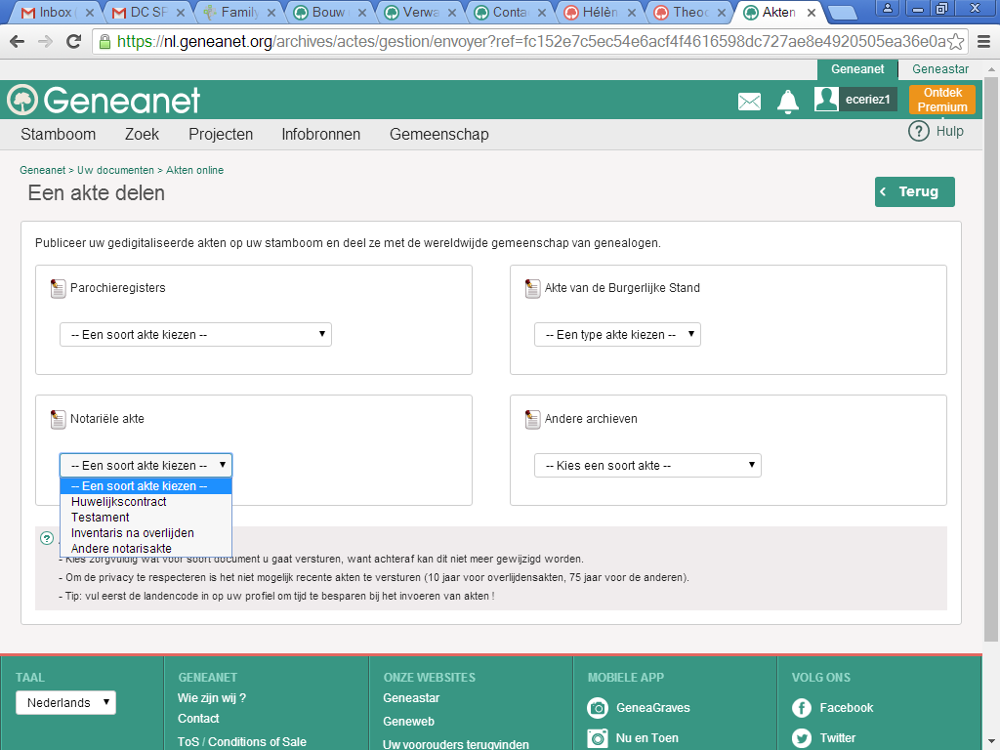 Inbox
DC SP
Family
Bouw
Verwa
Conta
Hélèn
Theo
Akten
https://nl.geneanet.org/archives/actes/gestion/envoyer?ref=fc152e7c5ec54e6acf4f4616598dc727ae8e4920505ea36e0a
Geneanet Geneastar
Geneanet
eceriez1
Ontdek
Premium
Stamboom Zoek Projecten Infobronnen Gemeenschap
? Hulp
Geneanet > Uw documenten > Akten online
Een akte delen
Terug
Publiceer uw gedigitaliseerde akten op uw stamboom en deel ze met de wereldwijde gemeenschap van genealogen.
Parochieregisters
-- Een soort akte kiezen --
Akte van de Burgerlijke Stand
-- Een type akte kiezen --
Notariële akte
-- Een soort akte kiezen --
-- Een soort akte kiezen --
Huwelijkscontract
Testament
Inventaris na overlijden
Andere notarisakte
Andere archieven
-- Kies een soort akte --
?
- Kies zorgvuldig wat voor soort document u gaat versturen, want achteraf kan dit niet meer gewijzigd worden.
- Om de privacy te respecteren is het niet mogelijk recente akten te versturen (10 jaar voor overlijdensakten, 75 jaar voor de anderen).
- Tip: vul eerst de landencode in op uw profiel om tijd te besparen bij het invoeren van akten !
TAAL
Nederlands
GENEANET
Wie zijn wij ?
Contact
ToS / Conditions of Sale
ONZE WEBSITES
Geneastar
Geneweb
Uw voorouders terugvinden
MOBIELE APP
GeneaGraves
Nu en Toen
VOLG ONS
Facebook
Twitter